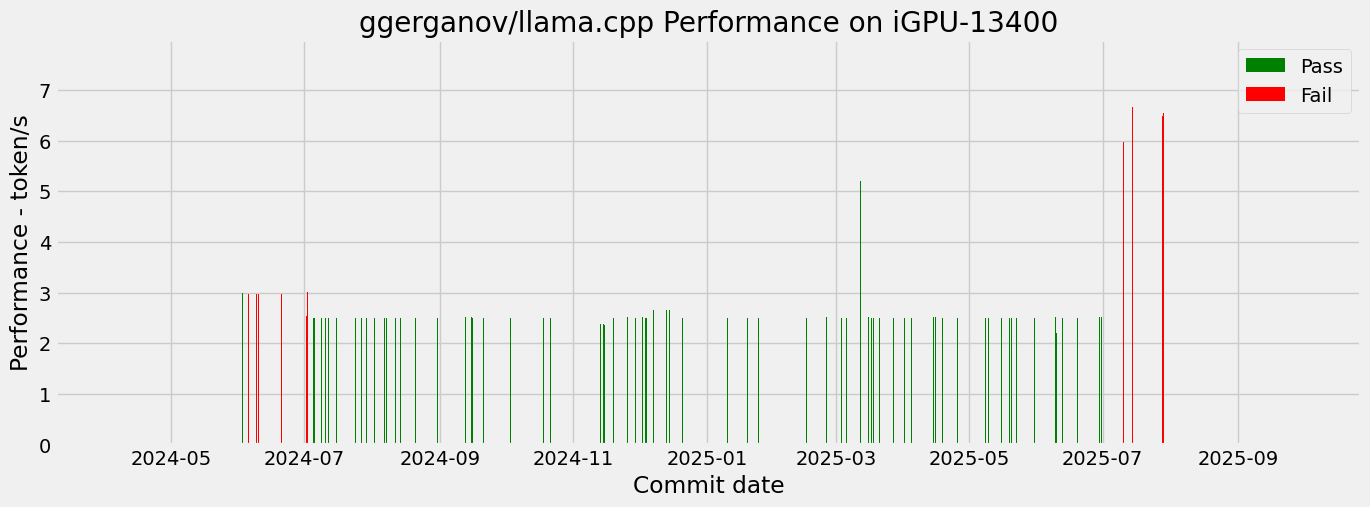 ggerganov/llama.cpp Performance on iGPU-13400
Pass
Fail
Performance - token/s
7
6
5
4
3
2
1
0
2024-05 2024-07 2024-09 2024-11 2025-01 2025-03 2025-05 2025-07 2025-09
Commit date